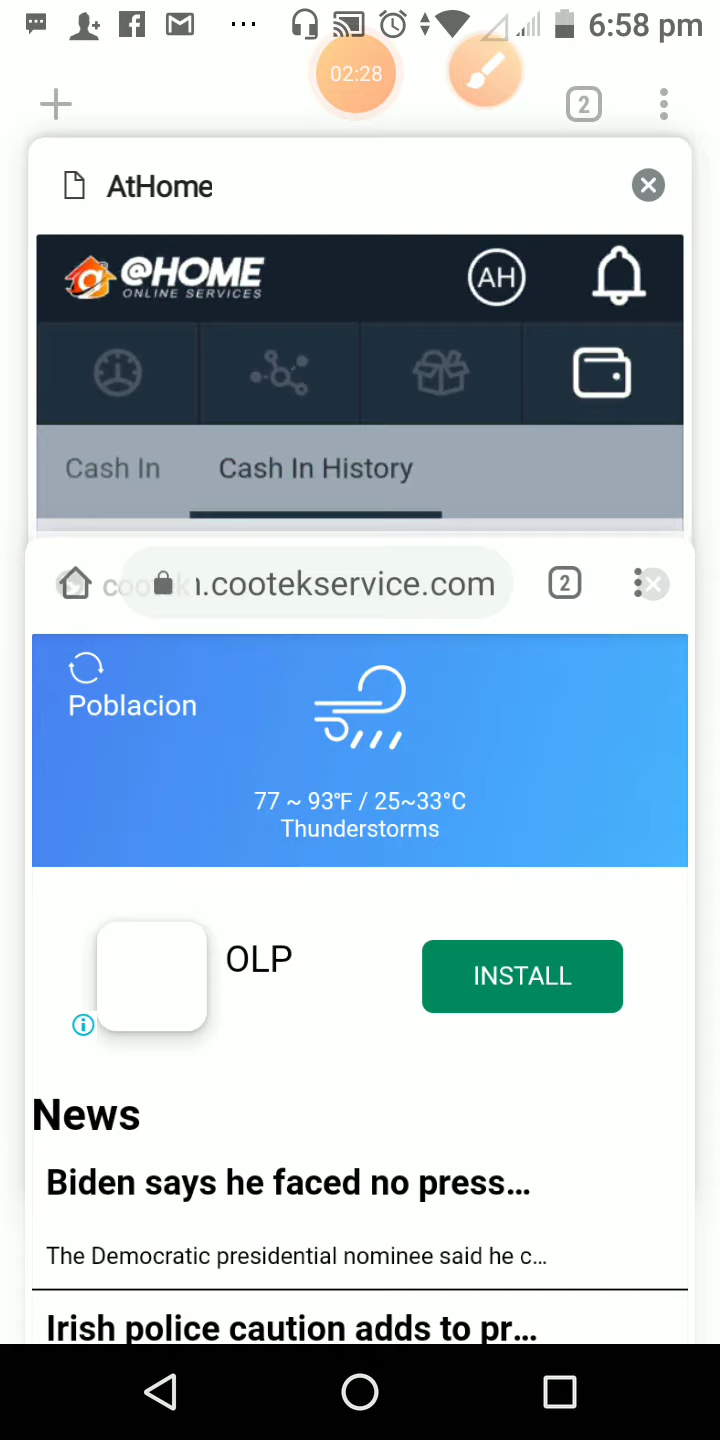 6:58 pm
02:28
2
AtHome
@HOME
ONLINE SERVICES
AH
Cash In
Cash In History
.cootekservice.com
2
Poblacion
77 ~ 93°F / 25~33°C
Thunderstorms
OLP
INSTALL
News
Biden says he faced no press...
The Democratic presidential nominee said he c...
Irish police caution adds to pr...